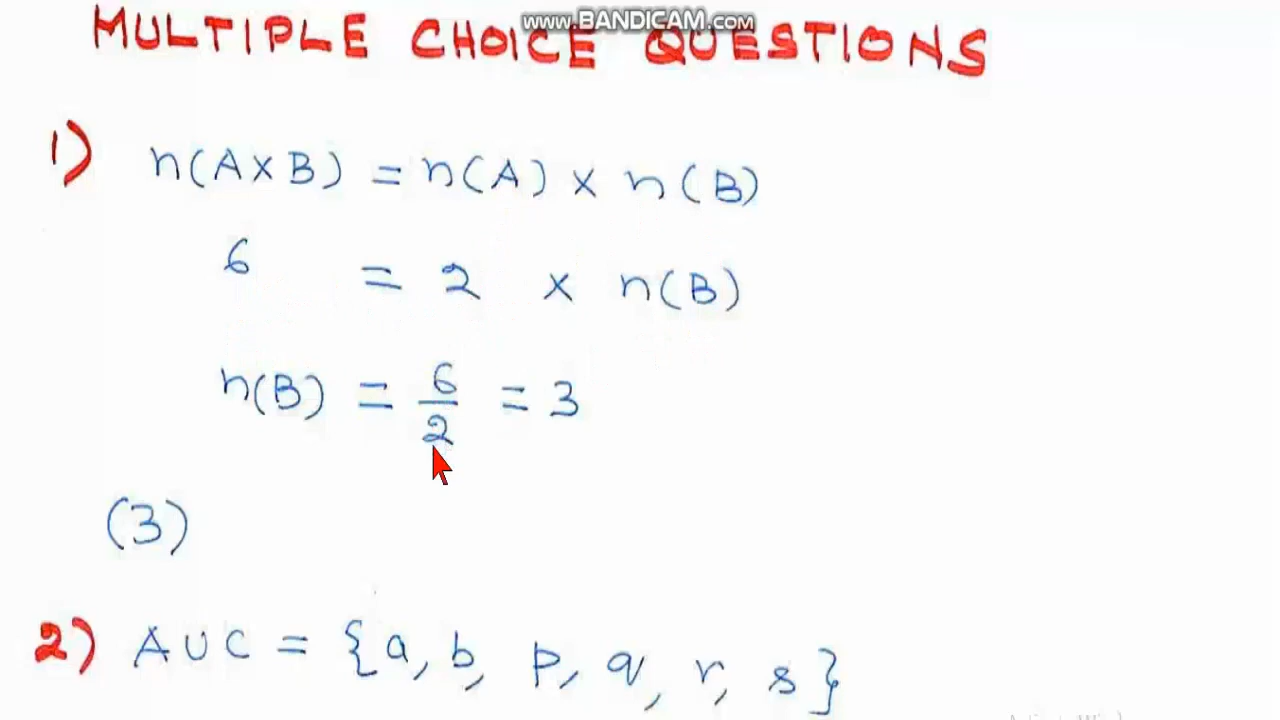 www.BANDICAM.com
MULTIPLE CHOICE QUESTIONS
1) n(A×B) = n(A) × n(B)
6 = 2 × n(B)
n(B) = 6/2 = 3
(3)
2) A∪C = {a, b, p, q, r, s}